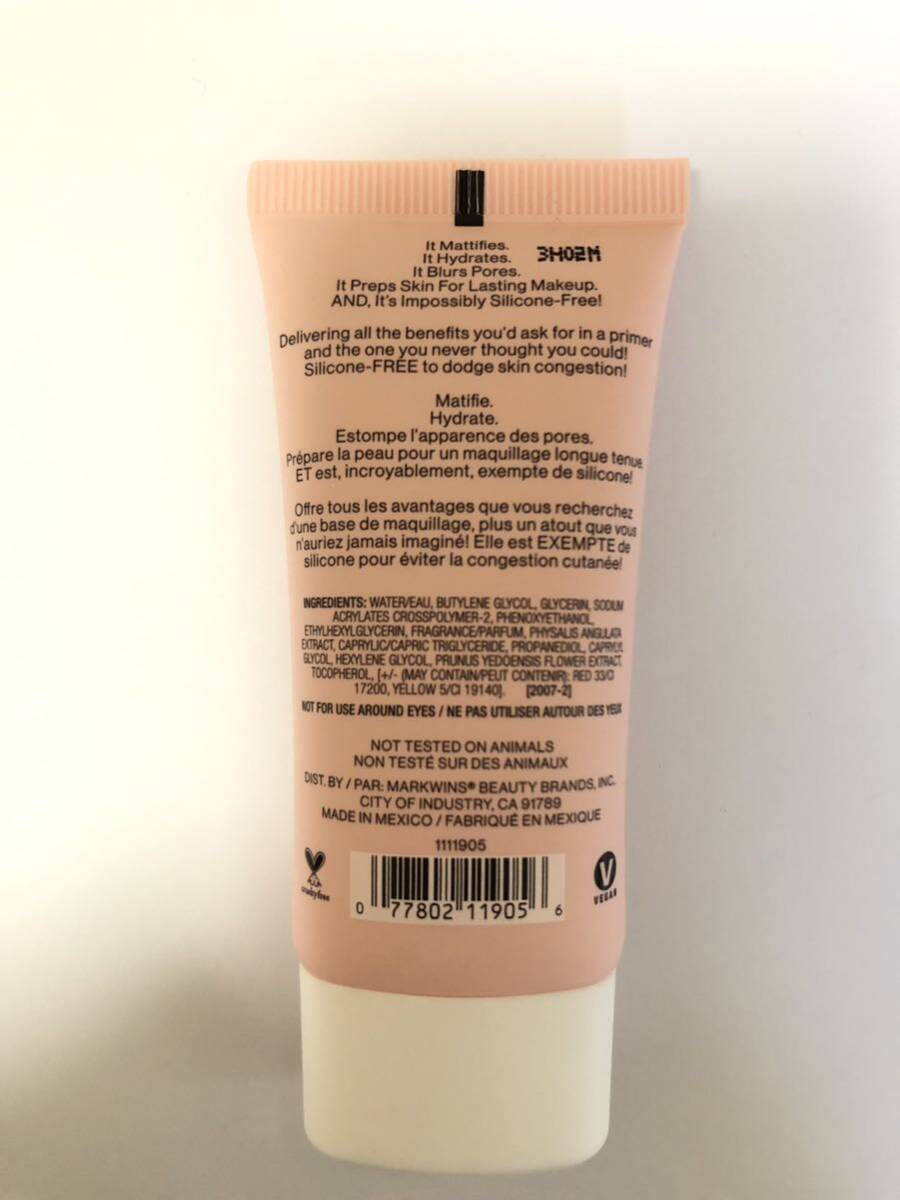 It Mattifies.
It Hydrates.
3H02M
It Blurs Pores.
It Preps Skin For Lasting Makeup.
AND, It's Impossibly Silicone-Free!
Delivering all the benefits you'd ask for in a primer
and the one you never thought you could!
Silicone-FREE to dodge skin congestion!
Matifie.
Hydrate.
Estompe l'apparence des pores.
Prépare la peau pour un maquillage longue tenue.
ET est, incroyablement, exempte de silicone!
Offre tous les avantages que vous recherchez
d'une base de maquillage, plus un atout que vous
n'auriez jamais imaginé! Elle est EXEMPTE de
silicone pour éviter la congestion cutanée!
INGREDIENTS: WATER/EAU, BUTYLENE GLYCOL, GLYCERIN, SODIUM
ACRYLATES CROSSPOLYMER-2, PHENOXYETHANOL,
ETHYLHEXYLGLYCERIN, FRAGRANCE/PARFUM, PHYSALIS ANGULATA
EXTRACT, CAPRYLIC/CAPRIC TRIGLYCERIDE, PROPANEDIOL, CAPRYLYL
GLYCOL, HEXYLENE GLYCOL, PRUNUS YEDOENSIS FLOWER EXTRACT,
TOCOPHEROL, [+/- (MAY CONTAIN/PEUT CONTENIR): RED 33/CI
17200, YELLOW 5/CI 19140]. [2007-2]
NOT FOR USE AROUND EYES / NE PAS UTILISER AUTOUR DES YEUX
NOT TESTED ON ANIMALS
NON TESTÉ SUR DES ANIMAUX
DIST. BY / PAR: MARKWINS® BEAUTY BRANDS, INC.
CITY OF INDUSTRY, CA 91789
MADE IN MEXICO / FABRIQUÉ EN MEXIQUE
1111905
crueltyfree
V
VEGAN
0 77802 11905 6